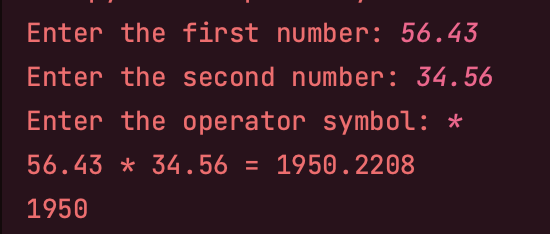 Enter the first number: 56.43
Enter the second number: 34.56
Enter the operator symbol: *
56.43 * 34.56 = 1950.2208
1950